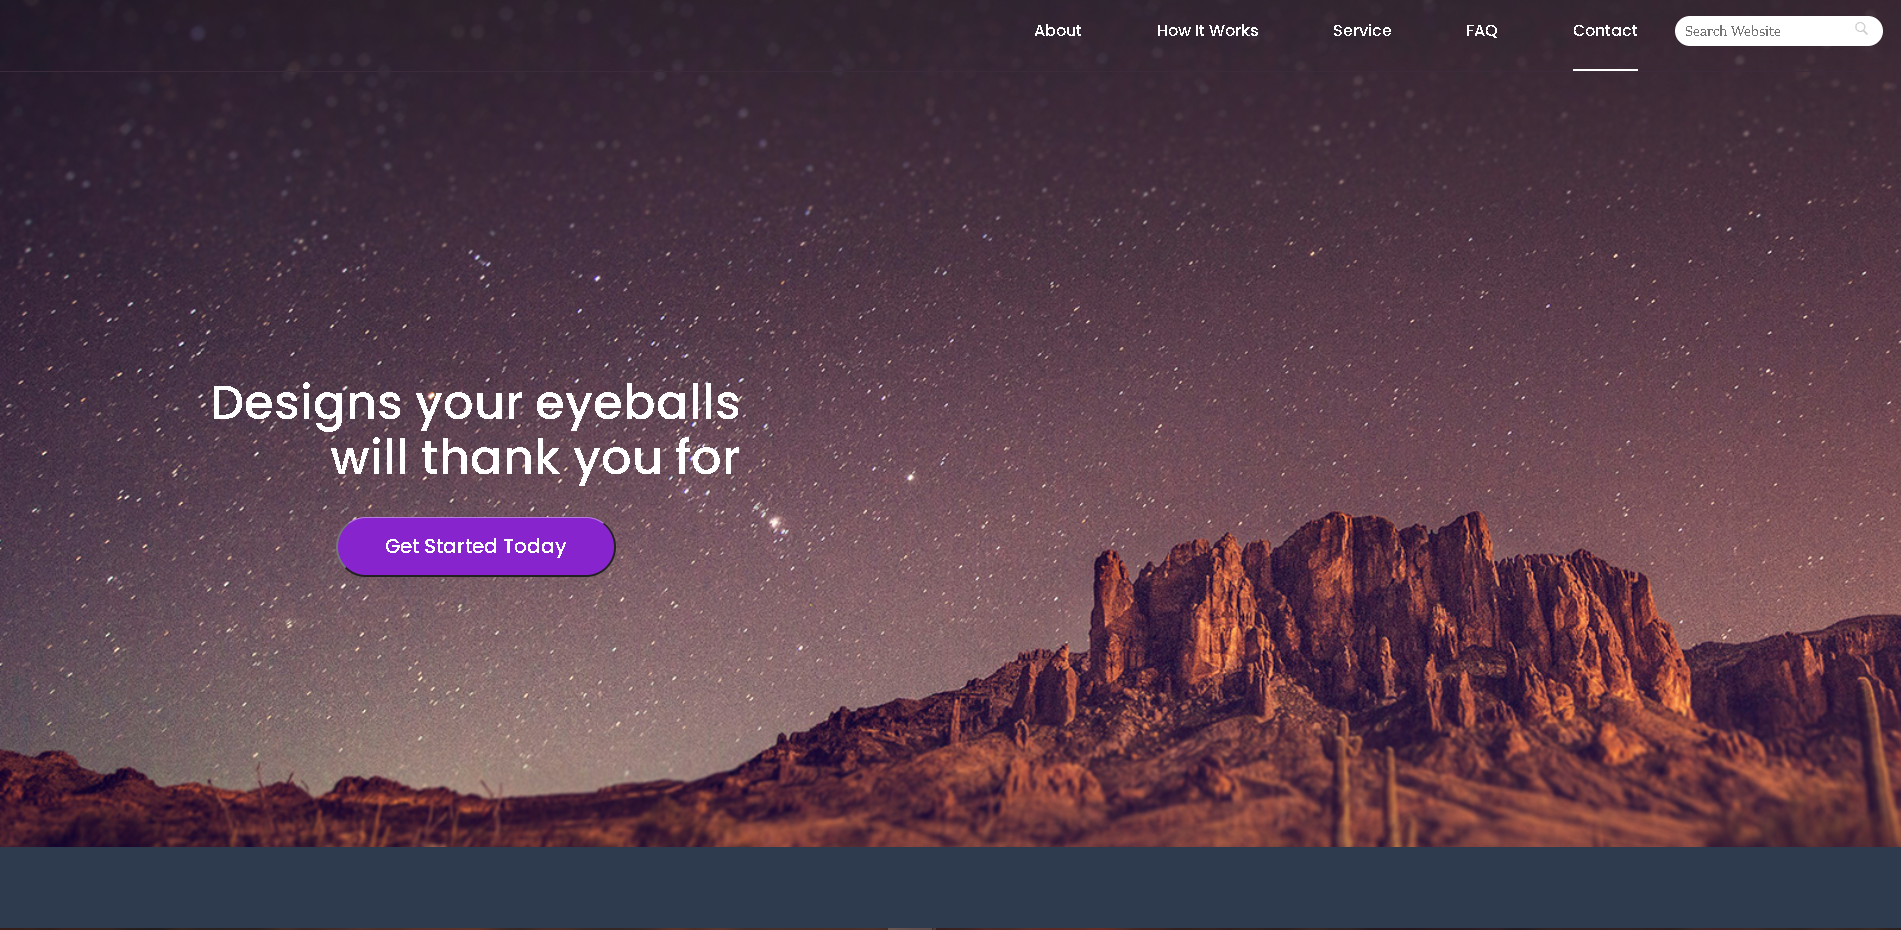 About How It Works Service FAQ Contact Search Website
Designs your eyeballs
will thank you for
Get Started Today